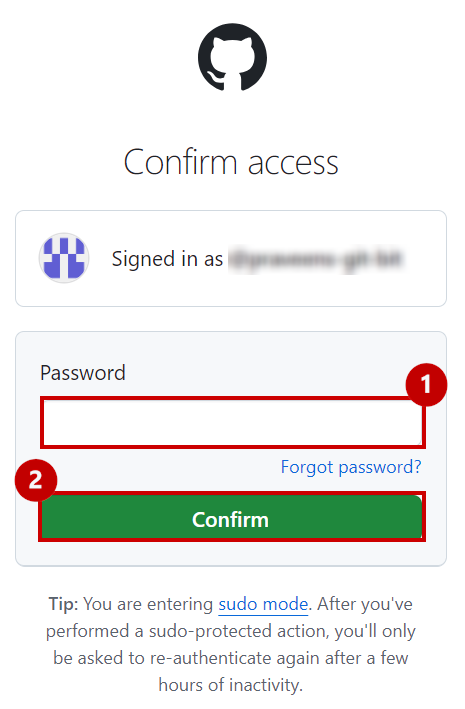 Confirm access
Signed in as
Password
1
Forgot password?
2
Confirm
Tip: You are entering sudo mode. After you've
performed a sudo-protected action, you'll only
be asked to re-authenticate again after a few
hours of inactivity.